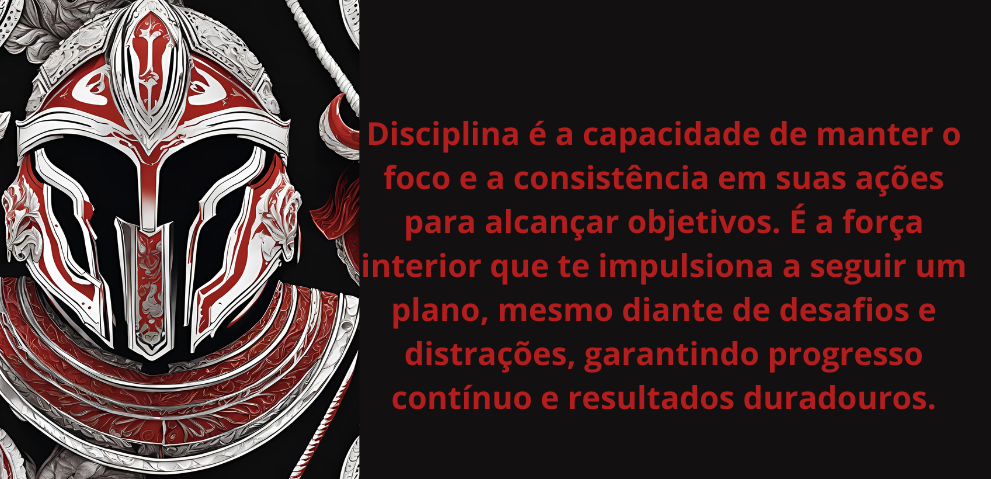 Disciplina é a capacidade de manter o
foco e a consistência em suas ações
para alcançar objetivos. É a força
interior que te impulsiona a seguir um
plano, mesmo diante de desafios e
distrações, garantindo progresso
contínuo e resultados duradouros.